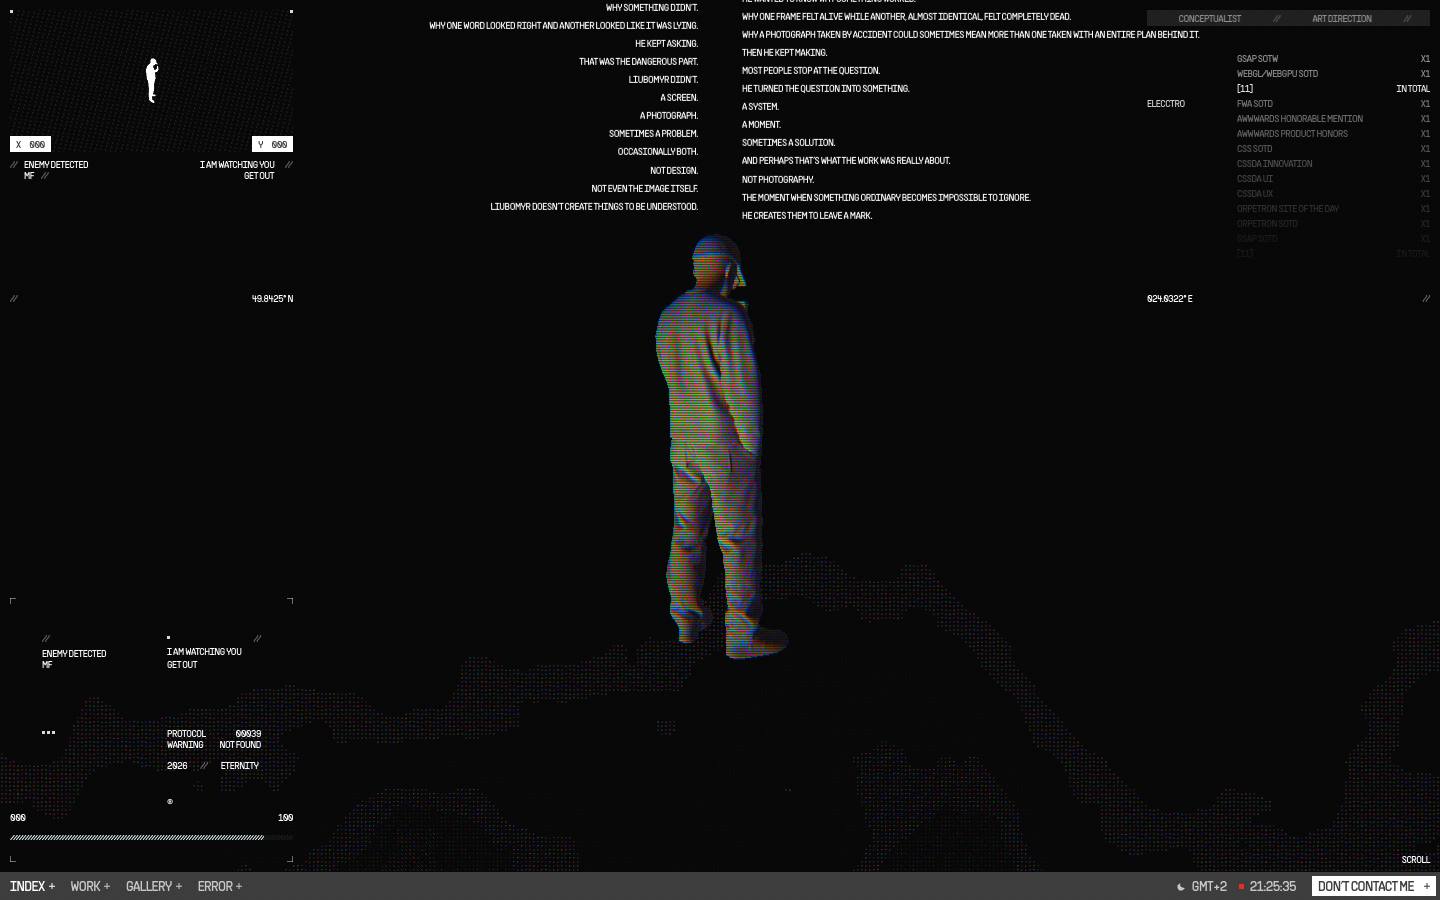 WHY SOMETHING DIDN'T.
WHY ONE WORD LOOKED RIGHT AND ANOTHER LOOKED LIKE IT WAS LYING.
HE KEPT ASKING.
THAT WAS THE DANGEROUS PART.
LIUBOMYR DIDN'T.
A SCREEN.
A PHOTOGRAPH.
SOMETIMES A PROBLEM.
OCCASIONALLY BOTH.
NOT DESIGN.
NOT EVEN THE IMAGE ITSELF.
LIUBOMYR DOESN'T CREATE THINGS TO BE UNDERSTOOD.
WHY ONE FRAME FELT ALIVE WHILE ANOTHER, ALMOST IDENTICAL, FELT COMPLETELY DEAD.
WHY A PHOTOGRAPH TAKEN BY ACCIDENT COULD SOMETIMES MEAN MORE THAN ONE TAKEN WITH AN ENTIRE PLAN BEHIND IT.
THEN HE KEPT MAKING.
MOST PEOPLE STOP AT THE QUESTION.
HE TURNED THE QUESTION INTO SOMETHING.
A SYSTEM.
A MOMENT.
SOMETIMES A SOLUTION.
AND PERHAPS THAT'S WHAT THE WORK WAS REALLY ABOUT.
NOT PHOTOGRAPHY.
THE MOMENT WHEN SOMETHING ORDINARY BECOMES IMPOSSIBLE TO IGNORE.
HE CREATES THEM TO LEAVE A MARK.
CONCEPTUALIST // ART DIRECTION //
GSAP SOTW X1
WEBGL/WEBGPU SOTD X1
[11] IN TOTAL
ELECCTRO FWA SOTD X1
AWWWARDS HONORABLE MENTION X1
AWWWARDS PRODUCT HONORS X1
CSS SOTD X1
CSSDA INNOVATION X1
CSSDA UI X1
CSSDA UX X1
ORPETRON SITE OF THE DAY X1
ORPETRON SOTD X1
GSAP SOTD X1
[11] IN TOTAL
X 000 Y 000
// ENEMY DETECTED I AM WATCHING YOU //
MF // GET OUT
// 49.8425° N
024.0322° E //
// //
ENEMY DETECTED I AM WATCHING YOU
MF GET OUT
PROTOCOL 00039
WARNING NOT FOUND
2026 // ETERNITY
®
000 100
SCROLL
INDEX + WORK + GALLERY + ERROR +
GMT+2 21:25:35 DON'T CONTACT ME +